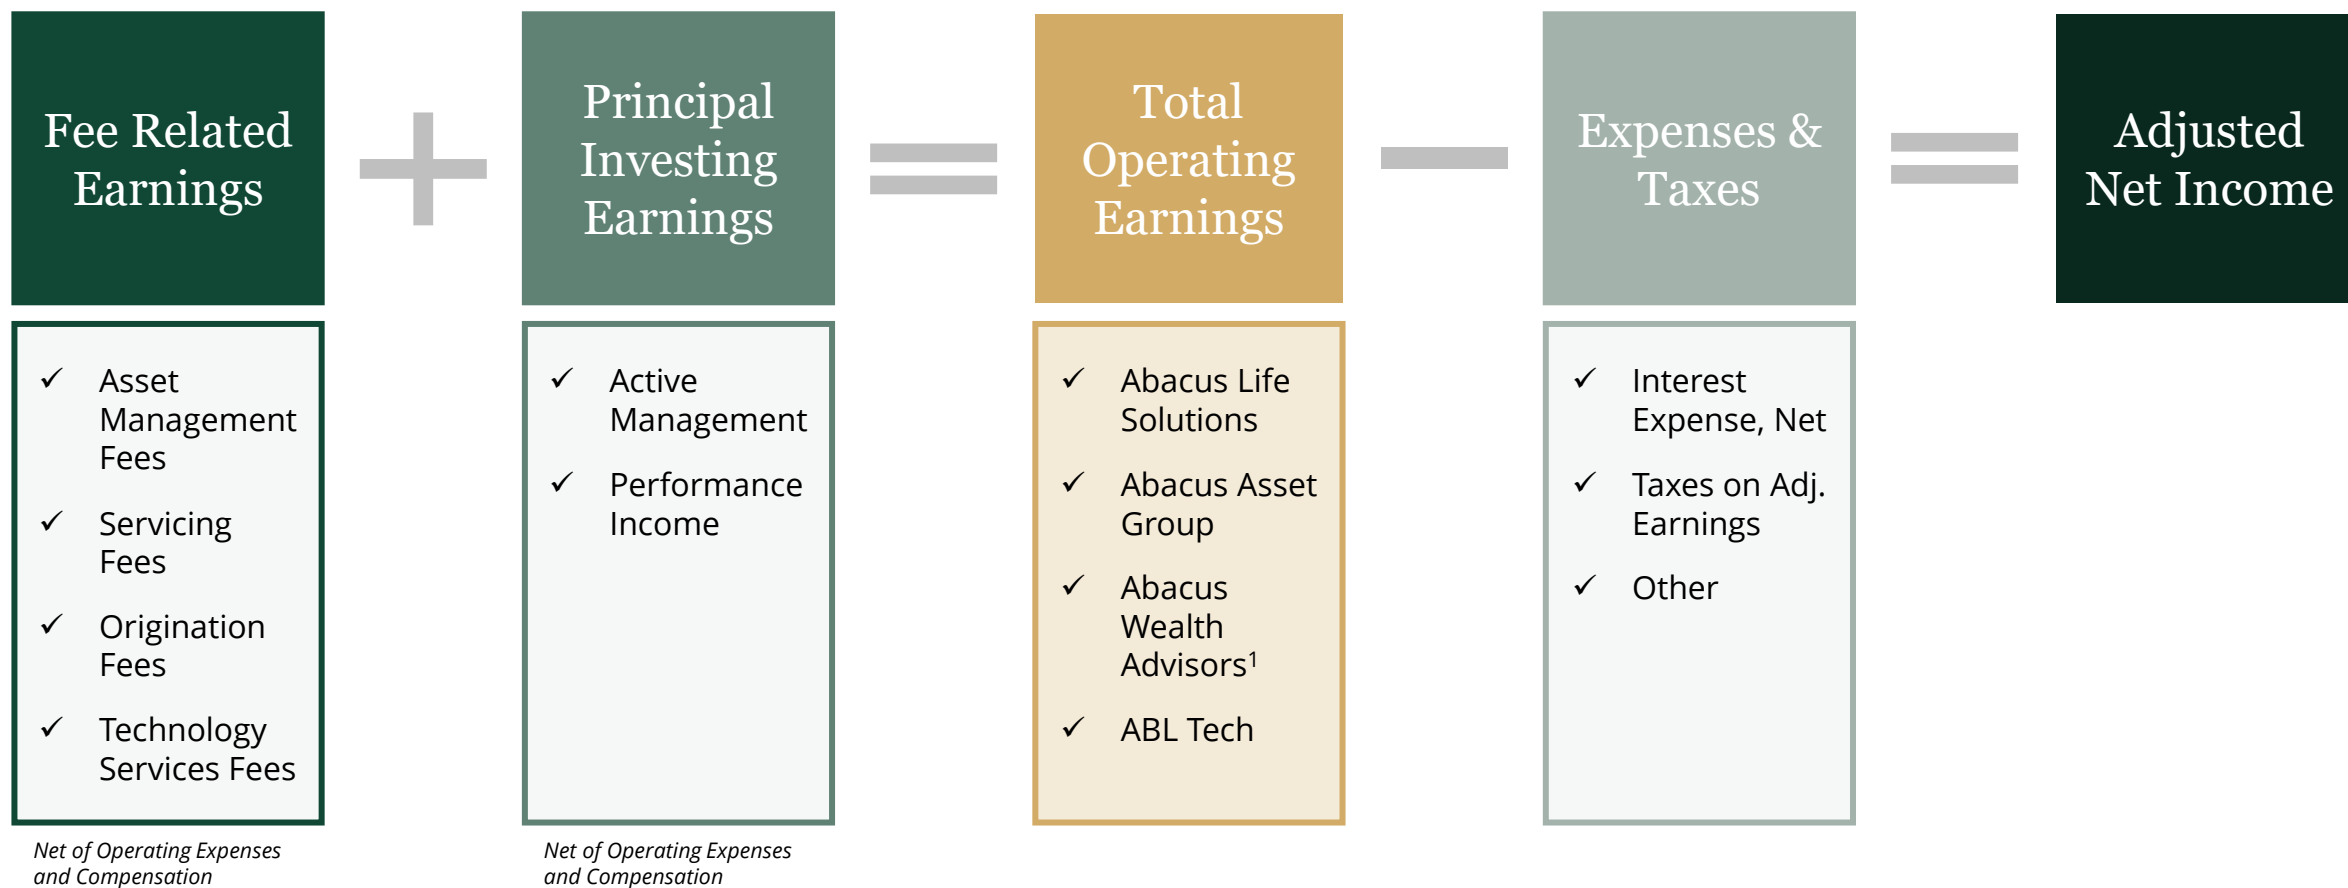 Fee Related
Earnings
Principal
Investing
Earnings
Total
Operating
Earnings
Expenses &
Taxes
Adjusted
Net Income
✓ Asset
Management
Fees
✓ Servicing
Fees
✓ Origination
Fees
✓ Technology
Services Fees
Net of Operating Expenses
and Compensation
✓ Active
Management
✓ Performance
Income
Net of Operating Expenses
and Compensation
✓ Abacus Life
Solutions
✓ Abacus Asset
Group
✓ Abacus
Wealth
Advisors¹
✓ ABL Tech
✓ Interest
Expense, Net
✓ Taxes on Adj.
Earnings
✓ Other